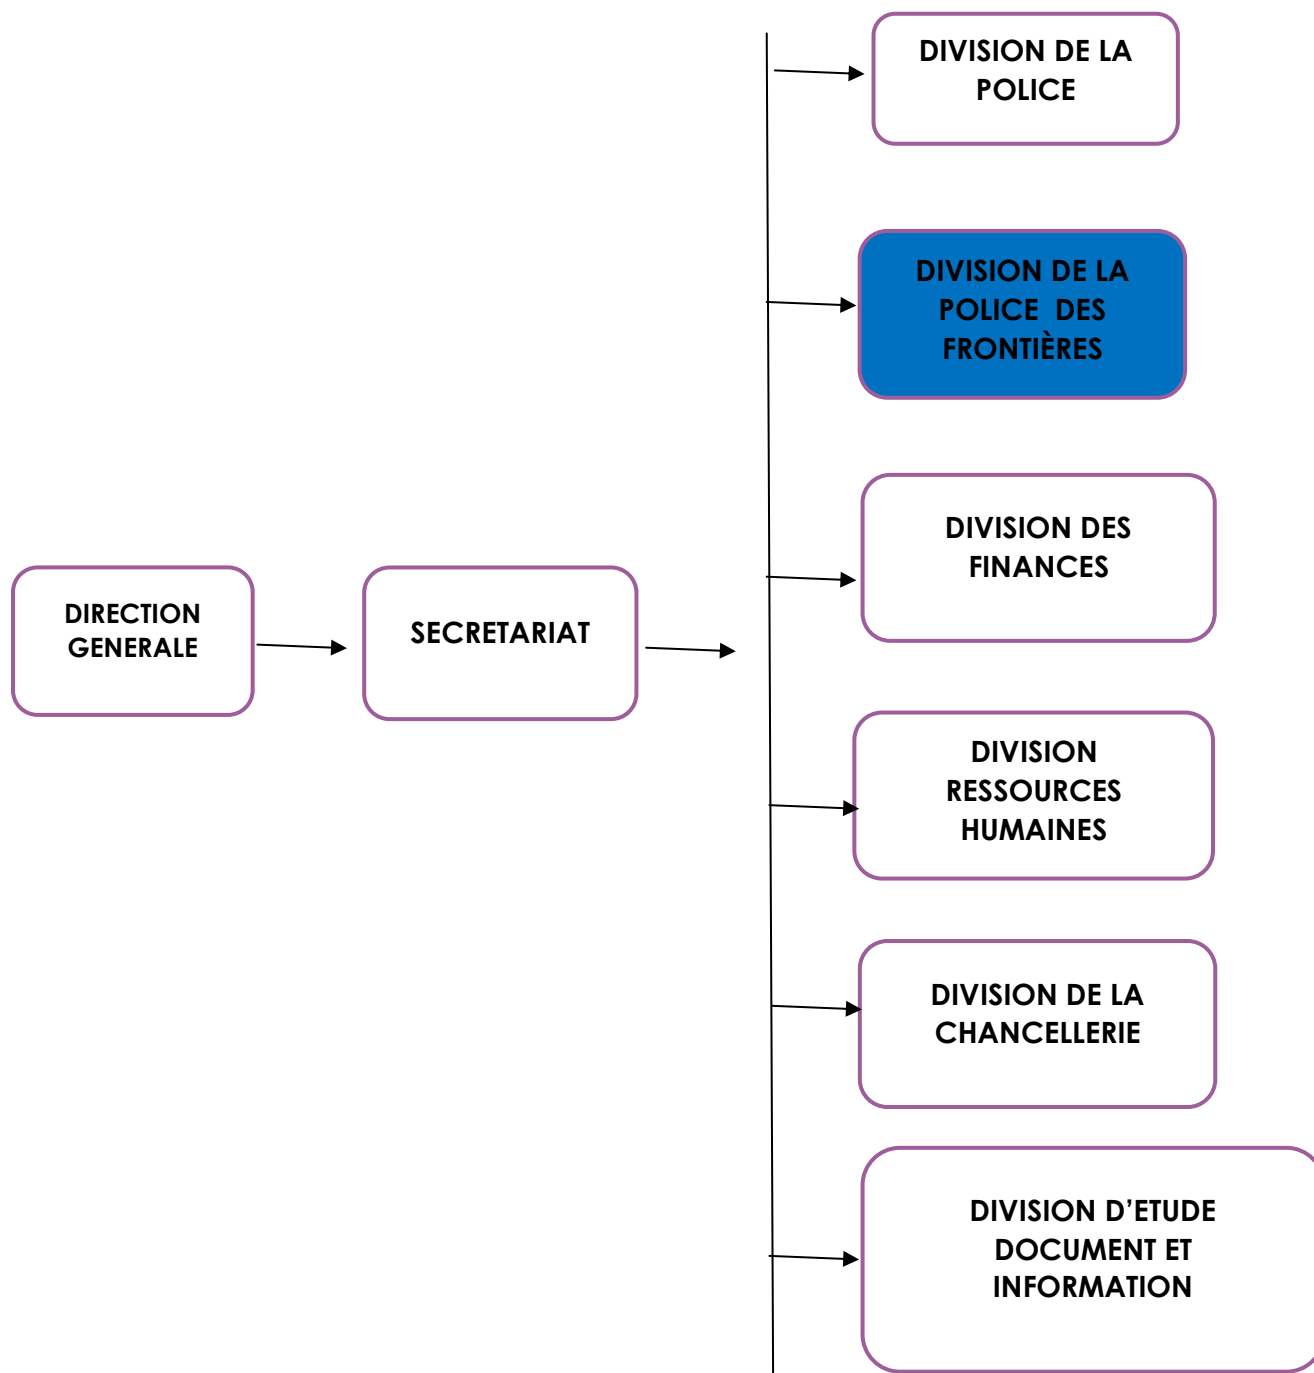 DIVISION DE LA
POLICE
DIVISION DE LA
POLICE  DES
FRONTIÈRES
DIVISION DES
FINANCES
DIRECTION
GENERALE
SECRETARIAT
DIVISION
RESSOURCES
HUMAINES
DIVISION DE LA
CHANCELLERIE
DIVISION D’ETUDE
DOCUMENT ET
INFORMATION